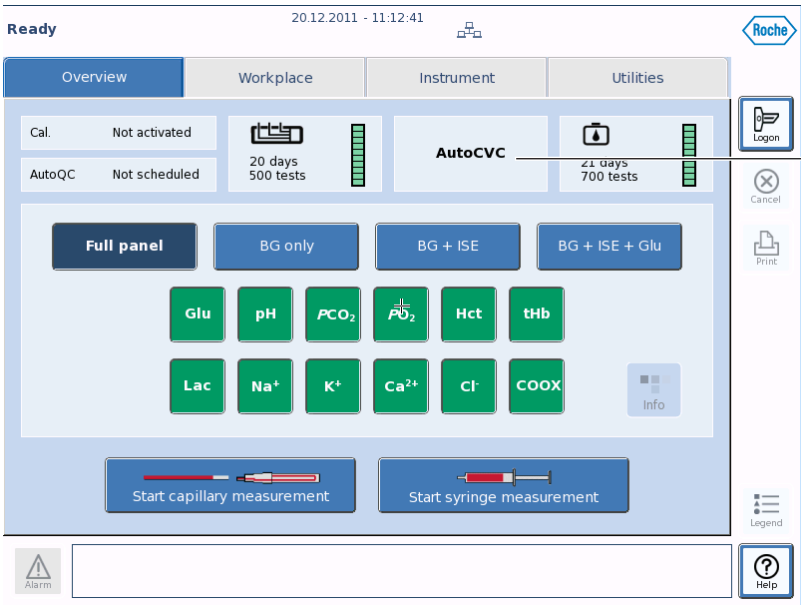 Ready
20.12.2011 - 11:12:41
Roche
Overview
Workplace
Instrument
Utilities
Cal. Not activated
AutoQC Not scheduled
20 days
500 tests
AutoCVC
21 days
700 tests
Logon
Cancel
Print
Full panel
BG only
BG + ISE
BG + ISE + Glu
Glu
pH
PCO₂
PO₂
Hct
tHb
Lac
Na⁺
K⁺
Ca²⁺
Cl⁻
COOX
Info
Start capillary measurement
Start syringe measurement
Legend
Alarm
Help